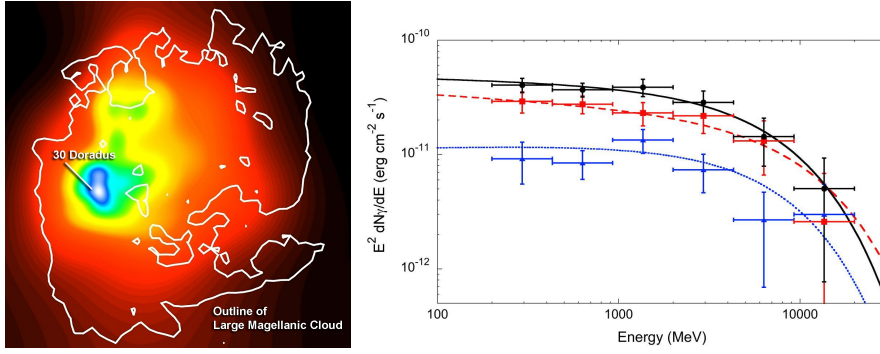 30 Doradus
Outline of
Large Magellanic Cloud
E² dNγ/dE (erg cm⁻² s⁻¹)
10⁻¹⁰
10⁻¹¹
10⁻¹²
100
1000
10000
Energy (MeV)